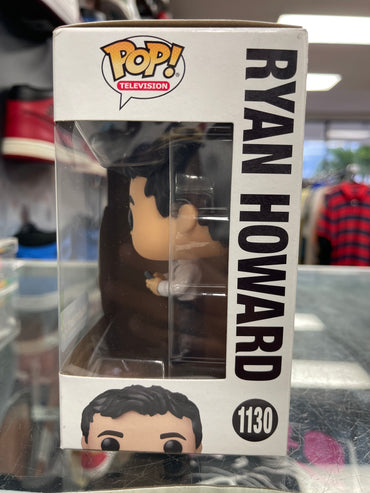 POP!
TELEVISION
RYAN HOWARD
1130